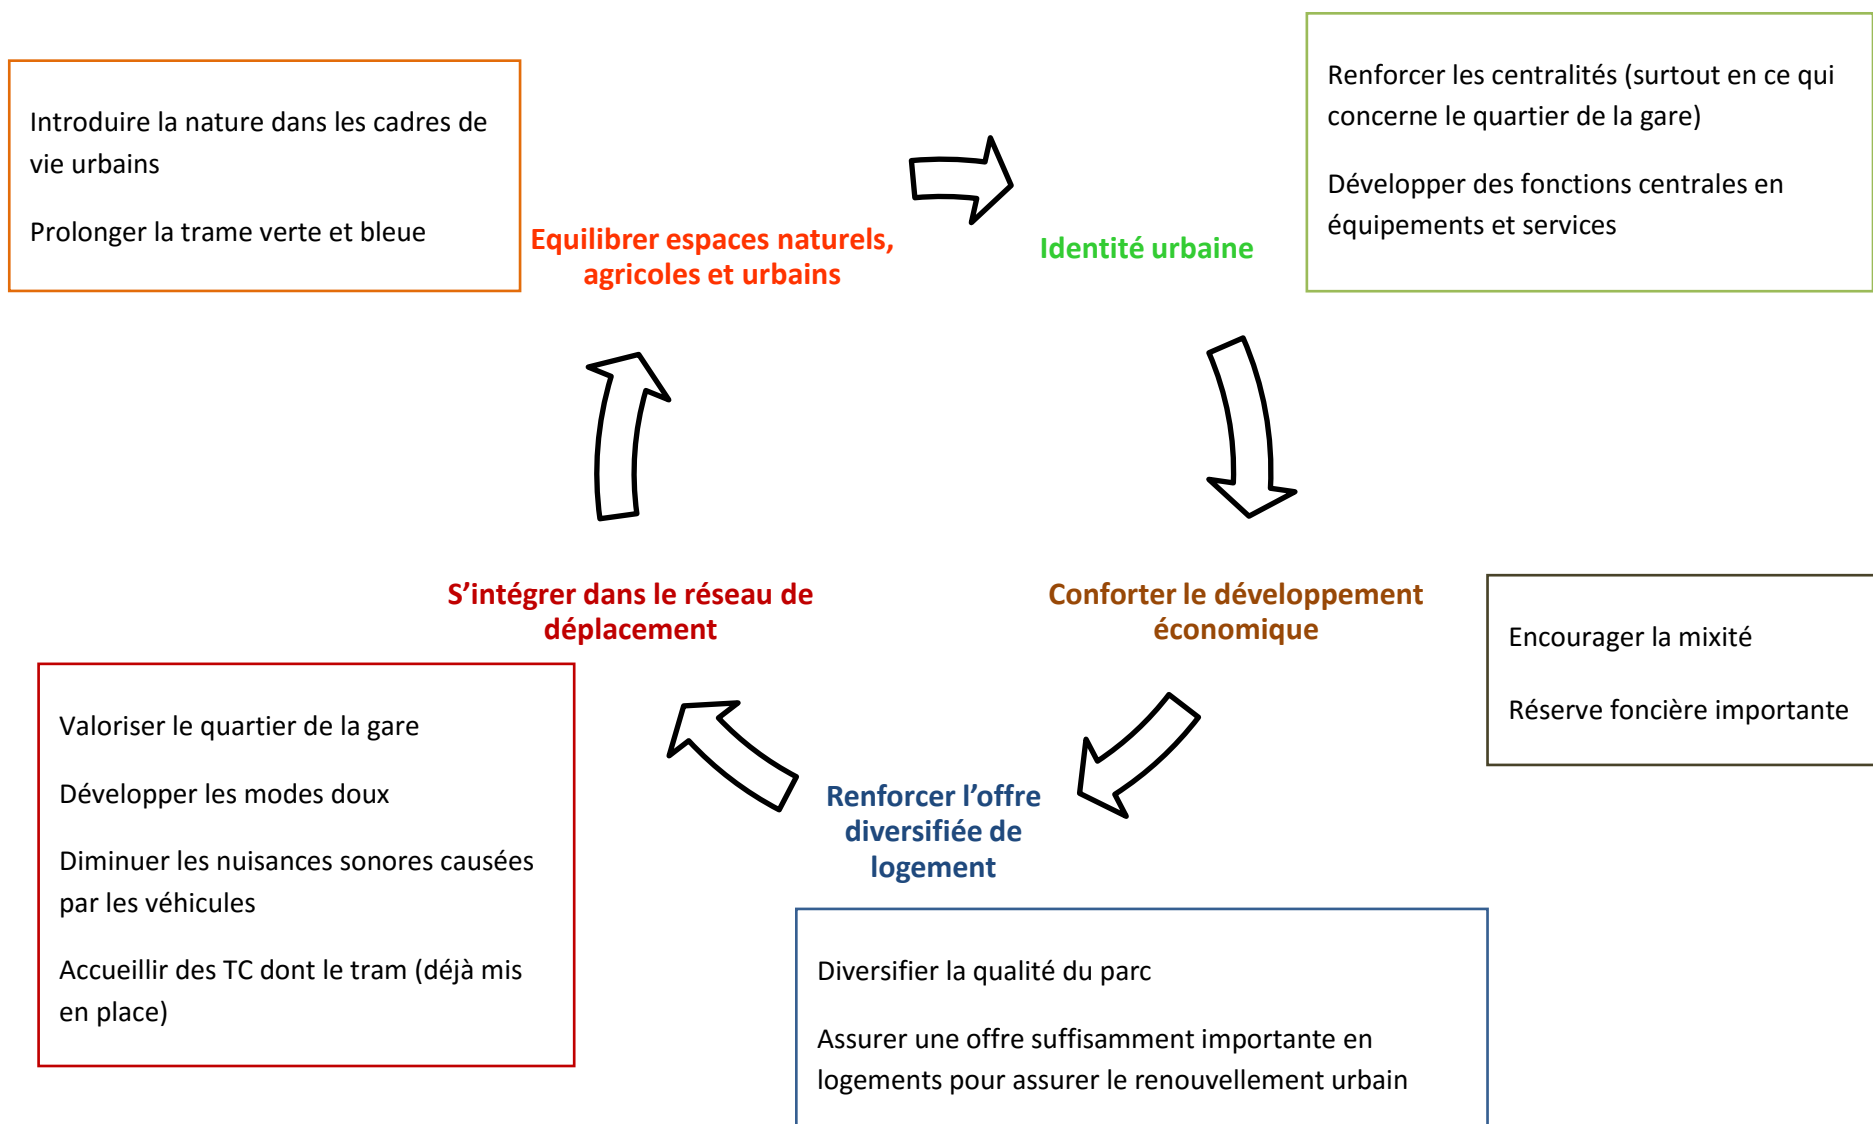 Introduire la nature dans les cadres de
vie urbains
Prolonger la trame verte et bleue
Equilibrer espaces naturels,
agricoles et urbains
Identité urbaine
Renforcer les centralités (surtout en ce qui
concerne le quartier de la gare)
Développer des fonctions centrales en
équipements et services
S’intégrer dans le réseau de
déplacement
Conforter le développement
économique
Encourager la mixité
Réserve foncière importante
Valoriser le quartier de la gare
Développer les modes doux
Diminuer les nuisances sonores causées
par les véhicules
Accueillir des TC dont le tram (déjà mis
en place)
Renforcer l’offre
diversifiée de
logement
Diversifier la qualité du parc
Assurer une offre suffisamment importante en
logements pour assurer le renouvellement urbain